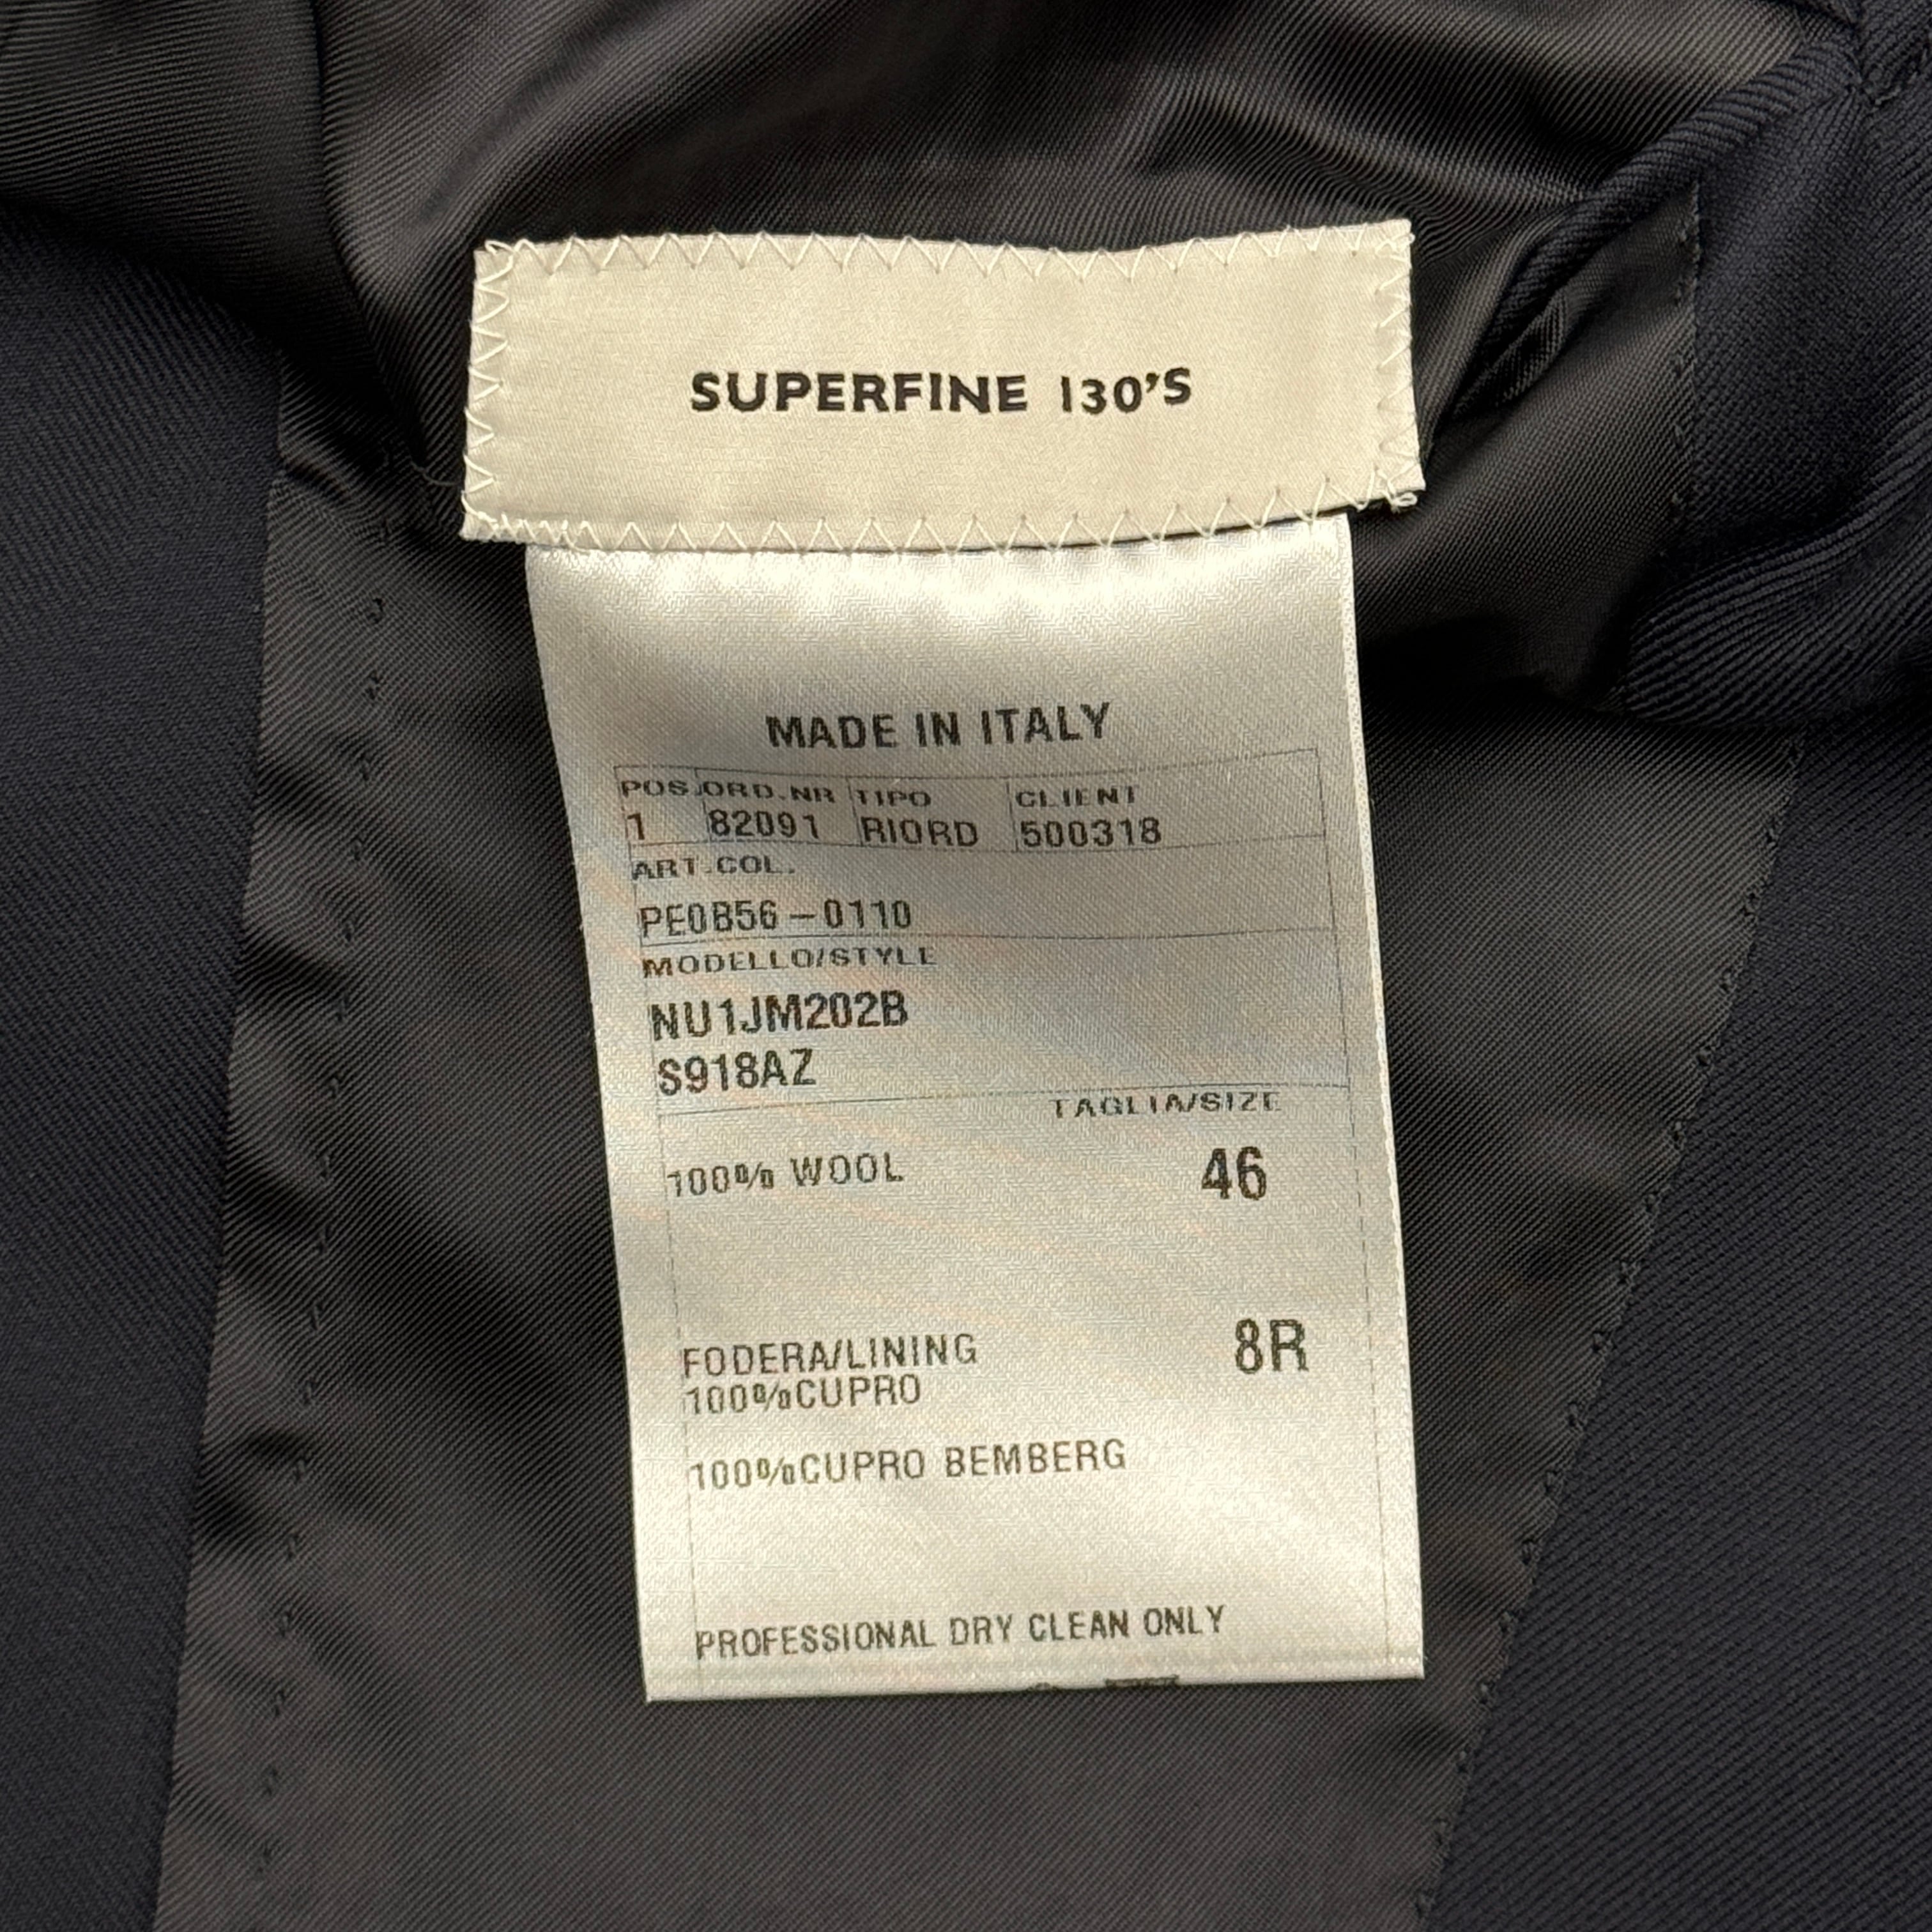 SUPERFINE 130'S
MADE IN ITALY
POS. ORD.NR TIPO CLIENT
1 82091 RIORD 500318
ART.COL.
PE0B56-0110
MODELLO/STYLE
NU1JM202B
S918AZ
TAGLIA/SIZE
100% WOOL 46
FODERA/LINING 8R
100%CUPRO
100%CUPRO BEMBERG
PROFESSIONAL DRY CLEAN ONLY